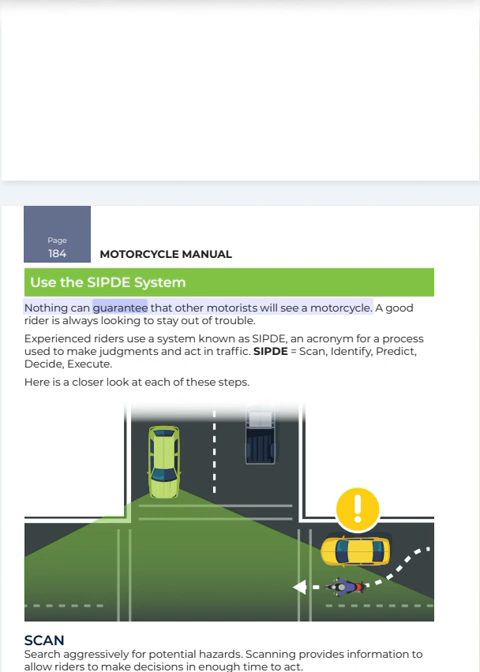 Page
184
MOTORCYCLE MANUAL
Use the SIPDE System
Nothing can guarantee that other motorists will see a motorcycle. A good
rider is always looking to stay out of trouble.
Experienced riders use a system known as SIPDE, an acronym for a process
used to make judgments and act in traffic. SIPDE = Scan, Identify, Predict,
Decide, Execute.
Here is a closer look at each of these steps.
!
SCAN
Search aggressively for potential hazards. Scanning provides information to
allow riders to make decisions in enough time to act.